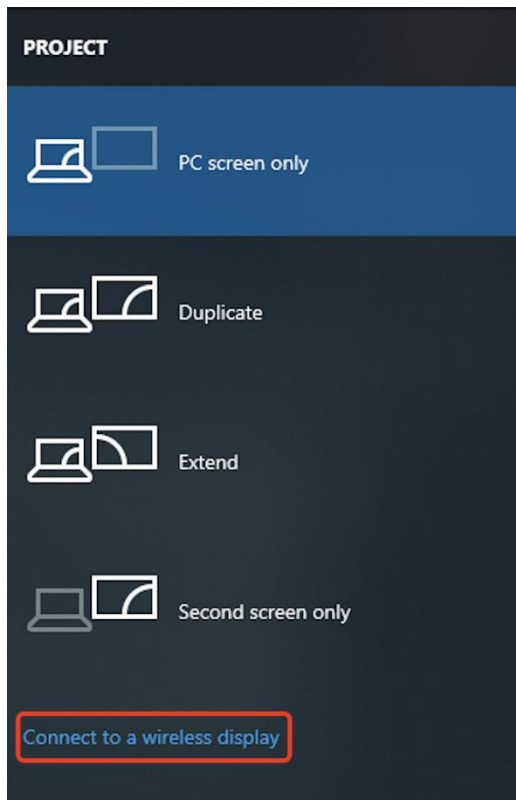 PROJECT
PC screen only
Duplicate
Extend
Second screen only
Connect to a wireless display